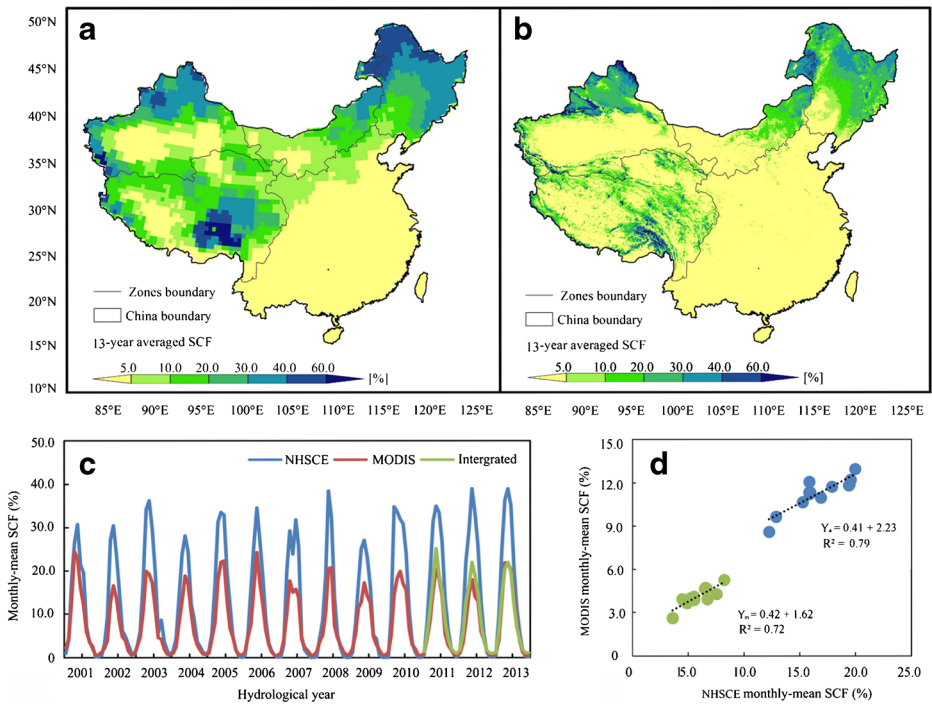 a
b
50°N
45°N
40°N
35°N
30°N
25°N
20°N
15°N
10°N
Zones boundary
China boundary
13-year averaged SCF
5.0 10.0 20.0 30.0 40.0 60.0 [%]
Zones boundary
China boundary
13-year averaged SCF
5.0 10.0 20.0 30.0 40.0 60.0 [%]
85°E 90°E 95°E 100°E 105°E 110°E 115°E 120°E 125°E
85°E 90°E 95°E 100°E 105°E 110°E 115°E 120°E 125°E
c
NHSCE MODIS Intergrated
Monthly-mean SCF (%)
50.0
40.0
30.0
20.0
10.0
0
2001 2002 2003 2004 2005 2006 2007 2008 2009 2010 2011 2012 2013
Hydrological year
d
MODIS monthly-mean SCF (%)
15.0
12.0
9.0
6.0
3.0
0
Y = 0.41 + 2.23
R² = 0.79
Y = 0.42 + 1.62
R² = 0.72
0 5.0 10.0 15.0 20.0 25.0
NHSCE monthly-mean SCF (%)